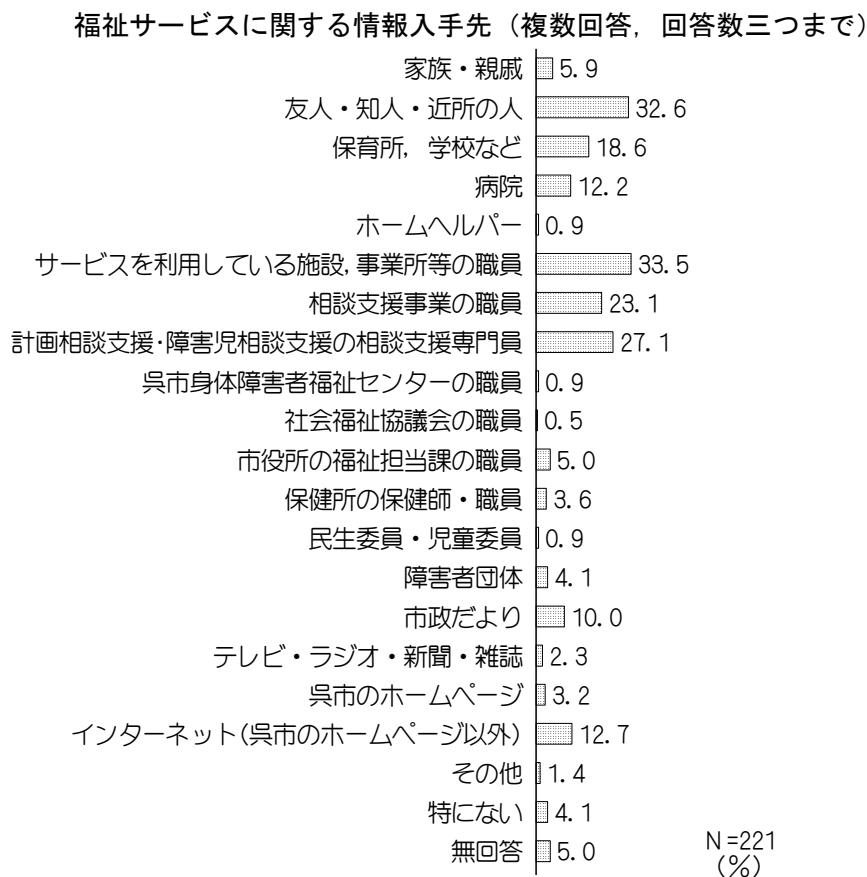 福祉サービスに関する情報入手先（複数回答，回答数三つまで）
家族・親戚 5.9
友人・知人・近所の人 32.6
保育所，学校など 18.6
病院 12.2
ホームヘルパー 0.9
サービスを利用している施設，事業所等の職員 33.5
相談支援事業の職員 23.1
計画相談支援・障害児相談支援の相談支援専門員 27.1
呉市身体障害者福祉センターの職員 0.9
社会福祉協議会の職員 0.5
市役所の福祉担当課の職員 5.0
保健所の保健師・職員 3.6
民生委員・児童委員 0.9
障害者団体 4.1
市政だより 10.0
テレビ・ラジオ・新聞・雑誌 2.3
呉市のホームページ 3.2
インターネット（呉市のホームページ以外） 12.7
その他 1.4
特にない 4.1
無回答 5.0
N=221
（％）